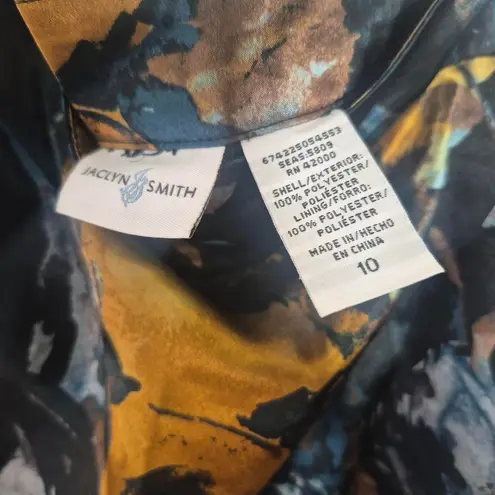 JACLYN SMITH
674225054553
SEAS:5809
RN 42000
SHELL/EXTERIOR:
100% POLYESTER/
POLIÉSTER
LINING/FORRO:
100% POLYESTER/
POLIÉSTER
MADE IN/HECHO
EN CHINA
10